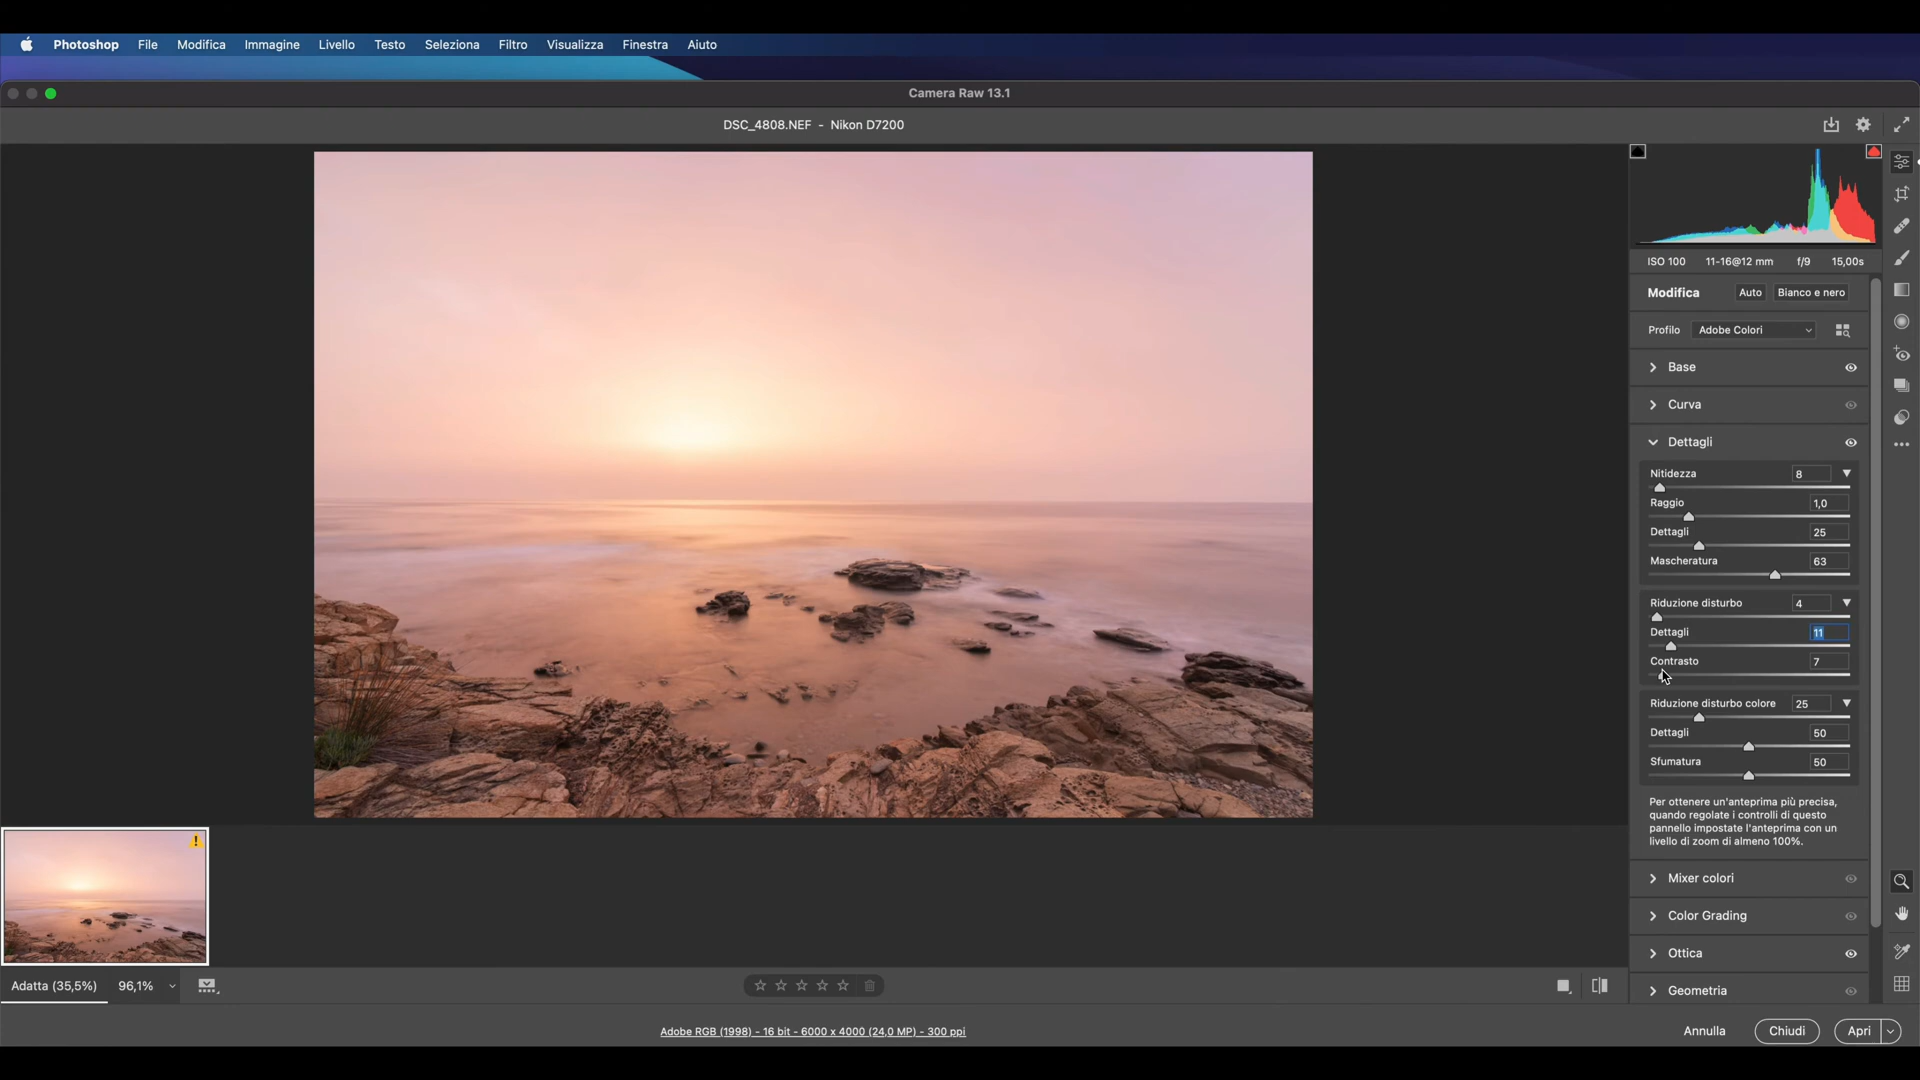 Photoshop File Modifica Immagine Livello Testo Seleziona Filtro Visualizza Finestra Aiuto
Camera Raw 13.1
DSC_4808.NEF - Nikon D7200
ISO 100 11-16@12 mm f/9 15,00s
Modifica Auto Bianco e nero
Profilo Adobe Colori
Base
Curva
Dettagli
Nitidezza 8
Raggio 1,0
Dettagli 25
Mascheratura 63
Riduzione disturbo 4
Dettagli 11
Contrasto 7
Riduzione disturbo colore 25
Dettagli 50
Sfumatura 50
Per ottenere un'anteprima più precisa,
quando regolate i controlli di questo
pannello impostate l'anteprima con un
livello di zoom di almeno 100%.
Mixer colori
Color Grading
Ottica
Geometria
Adatta (35,5%) 96,1%
Adobe RGB (1998) - 16 bit - 6000 x 4000 (24,0 MP) - 300 ppi
Annulla Chiudi Apri